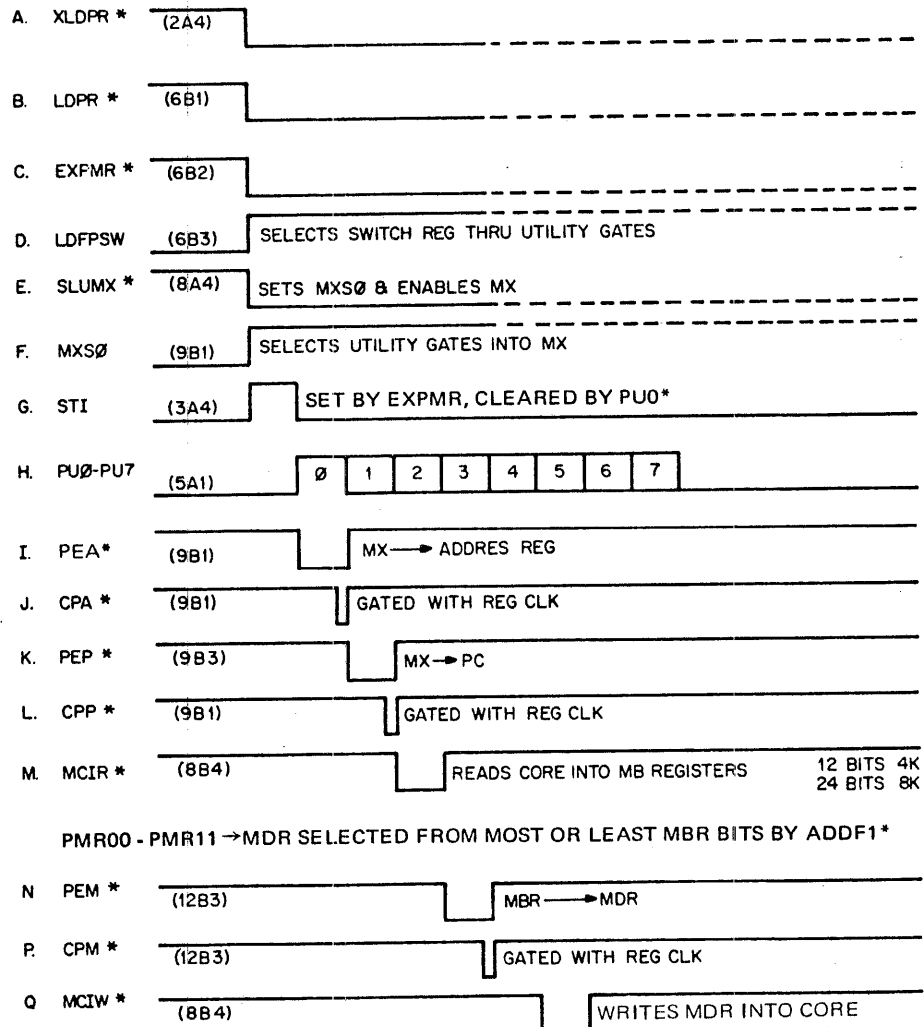 A. XLDPR * (2A4)
B. LDPR * (6B1)
C. EXPMR * (6B2)
D. LDFPSW (6B3) SELECTS SWITCH REG THRU UTILITY GATES
E. SLUMX * (8A4) SETS MXSØ & ENABLES MX
F. MXSØ (9B1) SELECTS UTILITY GATES INTO MX
G. STI (3A4) SET BY EXPMR, CLEARED BY PU0*
H. PUØ-PU7 (5A1) Ø 1 2 3 4 5 6 7
I. PEA* (9B1) MX→ADDRES REG
J. CPA * (9B1) GATED WITH REG CLK
K. PEP * (9B3) MX→PC
L. CPP * (9B1) GATED WITH REG CLK
M. MCIR * (8B4) READS CORE INTO MB REGISTERS 12 BITS 4K
24 BITS 8K
PMR00 - PMR11→MDR SELECTED FROM MOST OR LEAST MBR BITS BY ADDF1*
N PEM * (12B3) MBR→MDR
P. CPM * (12B3) GATED WITH REG CLK
Q MCIW * (8B4) WRITES MDR INTO CORE